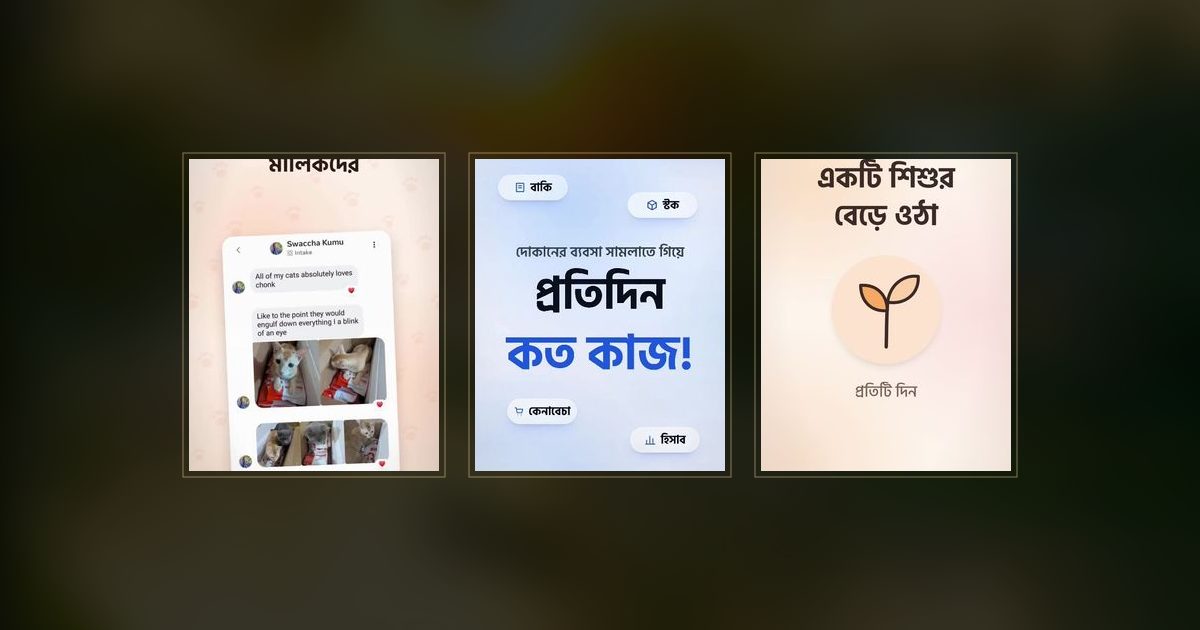 মালিকদের
Swaccha Kumu
Intake
All of my cats absolutely loves
chonk
Like to the point they would
engulf down everything I a blink
of an eye
বাকি
স্টক
দোকানের ব্যবসা সামলাতে গিয়ে
প্রতিদিন
কত কাজ!
কেনাবেচা
হিসাব
একটি শিশুর
বেড়ে ওঠা
প্রতিটি দিন